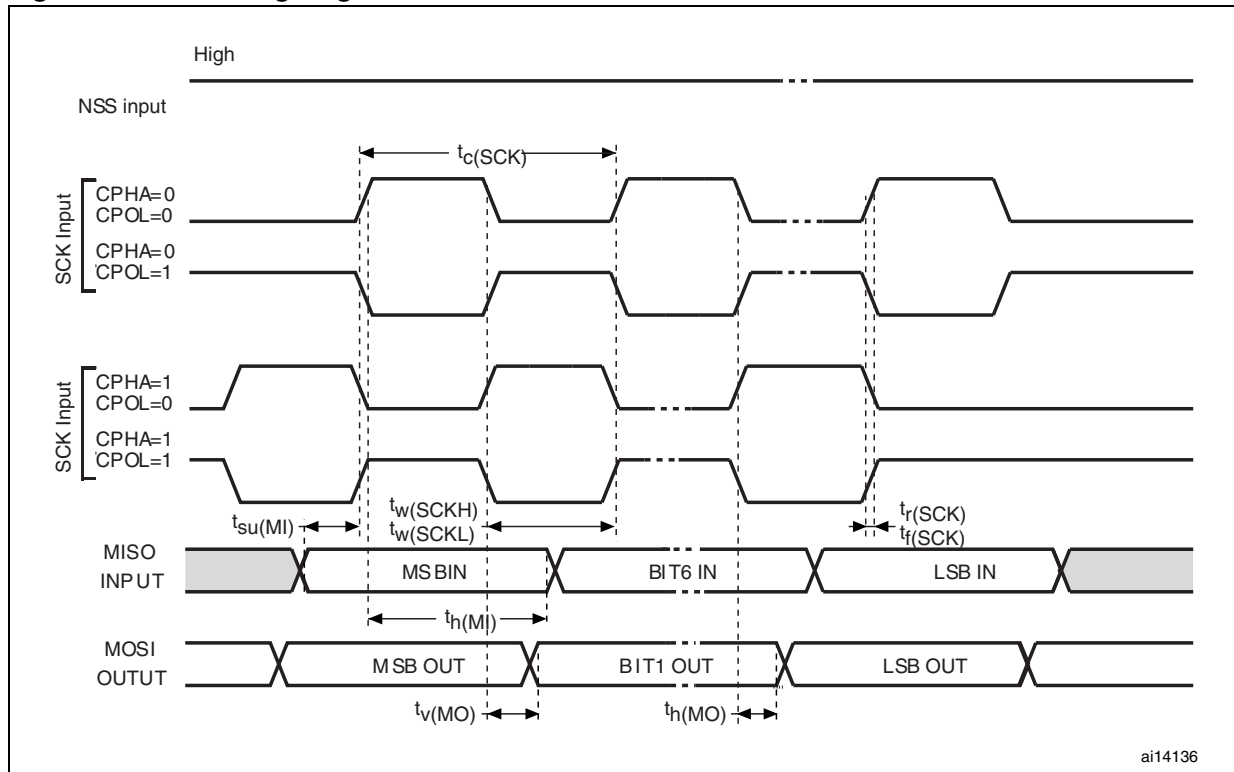 High
NSS input
tc(SCK)
SCK Input
CPHA=0
CPOL=0
CPHA=0
CPOL=1
SCK Input
CPHA=1
CPOL=0
CPHA=1
CPOL=1
tsu(MI)
tw(SCKH)
tw(SCKL)
tr(SCK)
tf(SCK)
MISO
INPUT
MSBIN
BIT6 IN
LSB IN
th(MI)
MOSI
OUTUT
MSB OUT
BIT1 OUT
LSB OUT
tv(MO)
th(MO)
ai14136